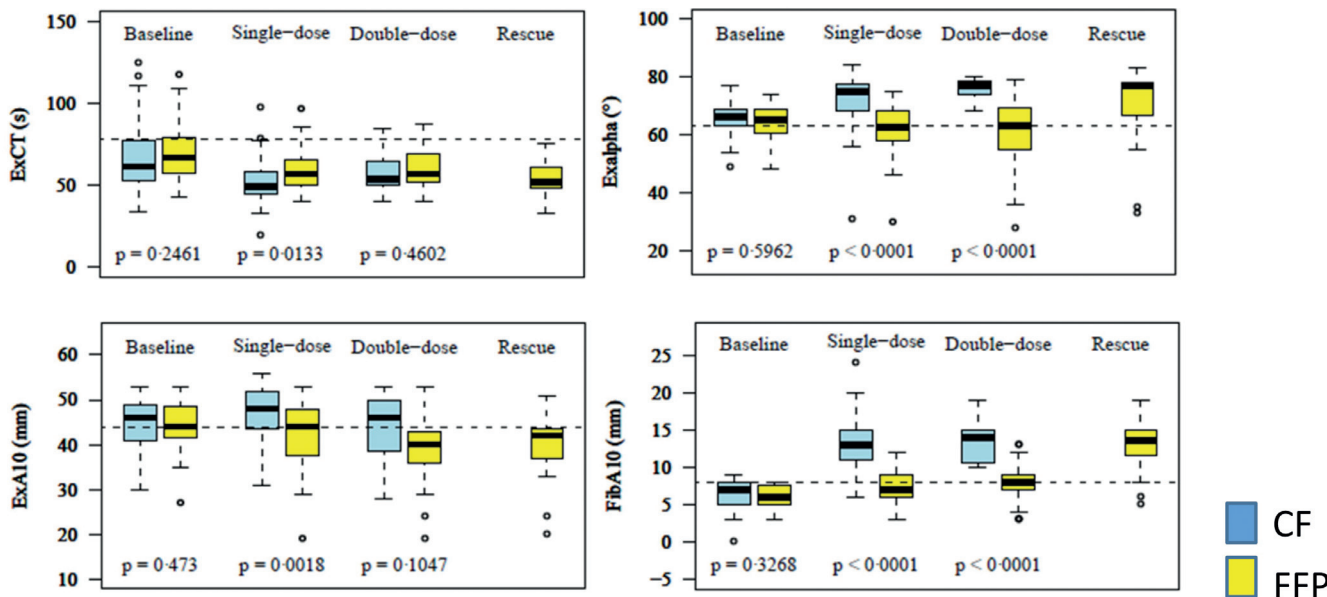 Baseline Single−dose Double−dose Rescue
ExCT (s)
150
100
50
0
p = 0·2461 p = 0·0133 p = 0·4602
Baseline Single−dose Double−dose Rescue
Exalpha (°)
100
80
60
40
20
p = 0·5962 p < 0·0001 p < 0·0001
Baseline Single−dose Double−dose Rescue
ExA10 (mm)
60
50
40
30
20
10
p = 0·473 p = 0·0018 p = 0·1047
Baseline Single−dose Double−dose Rescue
FibA10 (mm)
25
20
15
10
5
0
−5
p = 0·3268 p < 0·0001 p < 0·0001
CF
FFP